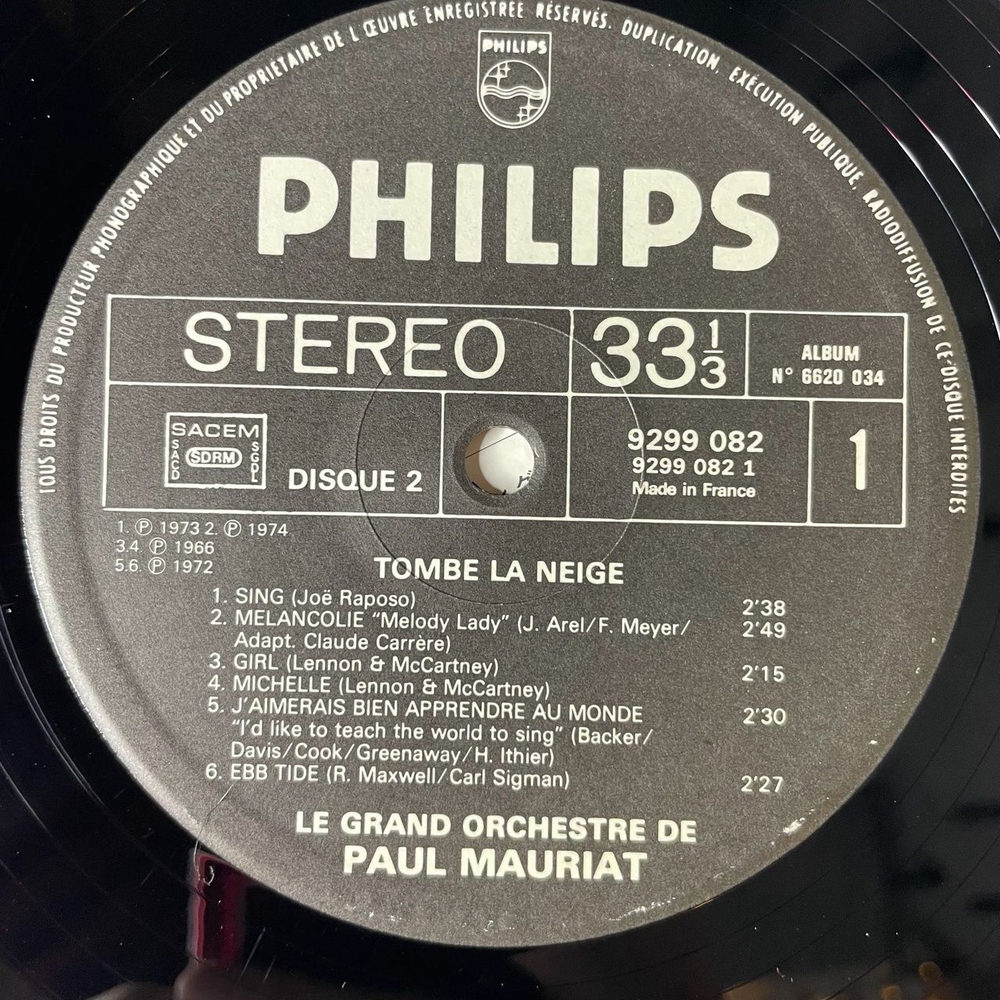 TOUS DROITS DU PRODUCTEUR PHONOGRAPHIQUE ET DU PROPRIETAIRE DE L'ŒUVRE ENREGISTREE RÉSERVÉS. DUPLICATION, EXÉCUTION PUBLIQUE, RADIODIFFUSION DE CE DISQUE INTERDITES
PHILIPS
PHILIPS
STEREO
33 1/3
ALBUM
N° 6620 034
SACEM
SACD
SDRM
SGDL
DISQUE 2
9299 082
9299 082 1
Made in France
1
1. ℗ 1973 2. ℗ 1974
3.4. ℗ 1966
5.6. ℗ 1972
TOMBE LA NEIGE
1. SING (Joë Raposo) 2'38
2. MELANCOLIE "Melody Lady" (J. Arel/F. Meyer/ 2'49
Adapt. Claude Carrère)
3. GIRL (Lennon & McCartney) 2'15
4. MICHELLE (Lennon & McCartney)
5. J'AIMERAIS BIEN APPRENDRE AU MONDE 2'30
"I'd like to teach the world to sing" (Backer/
Davis/Cook/Greenaway/H. Ithier)
6. EBB TIDE (R. Maxwell/Carl Sigman) 2'27
LE GRAND ORCHESTRE DE
PAUL MAURIAT